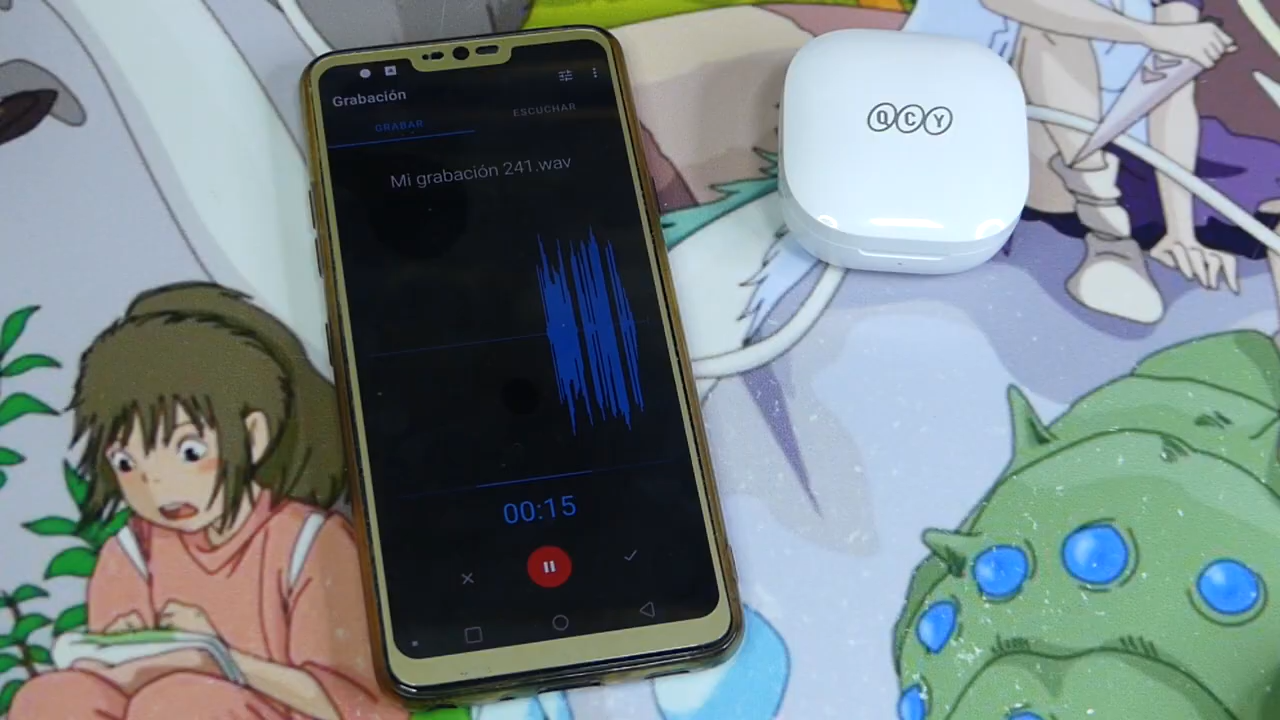 Grabación
GRABAR
ESCUCHAR
Mi grabación 241.wav
00:15
QCY